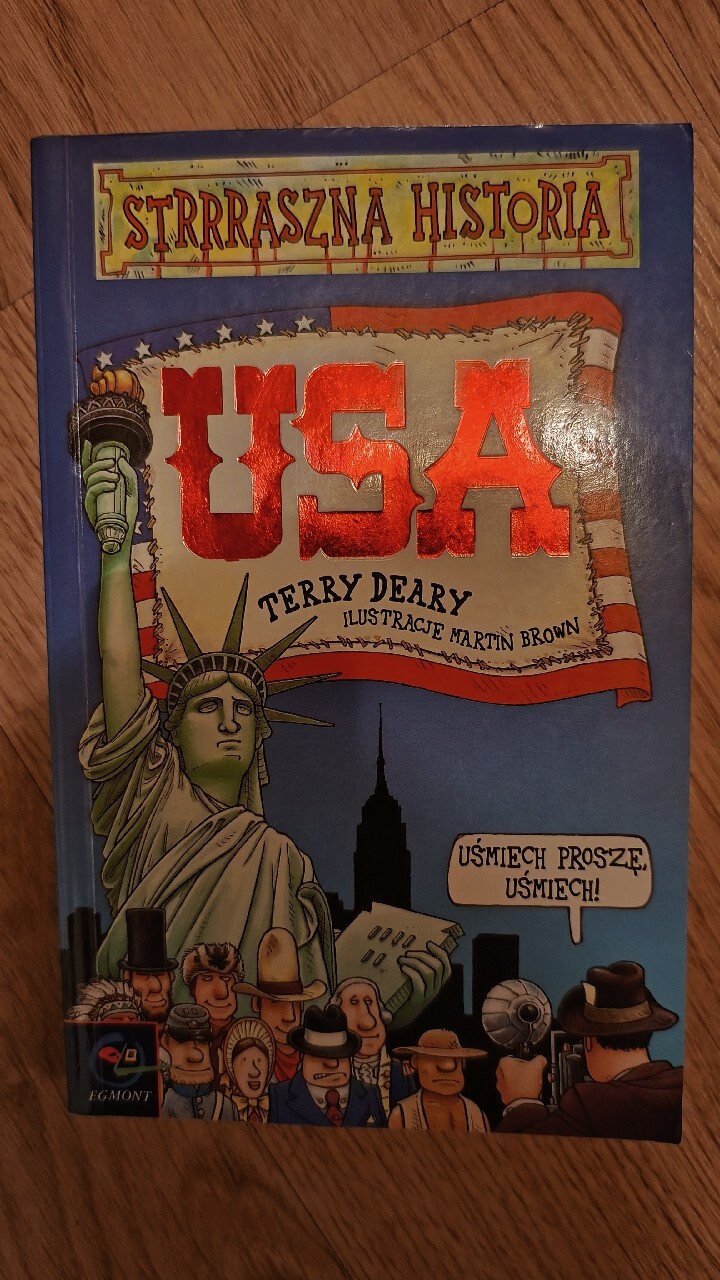 STRRRASZNA HISTORIA
USA
TERRY DEARY
ILUSTRACJE MARTIN BROWN
UŚMIECH PROSZĘ,
UŚMIECH!
EGMONT